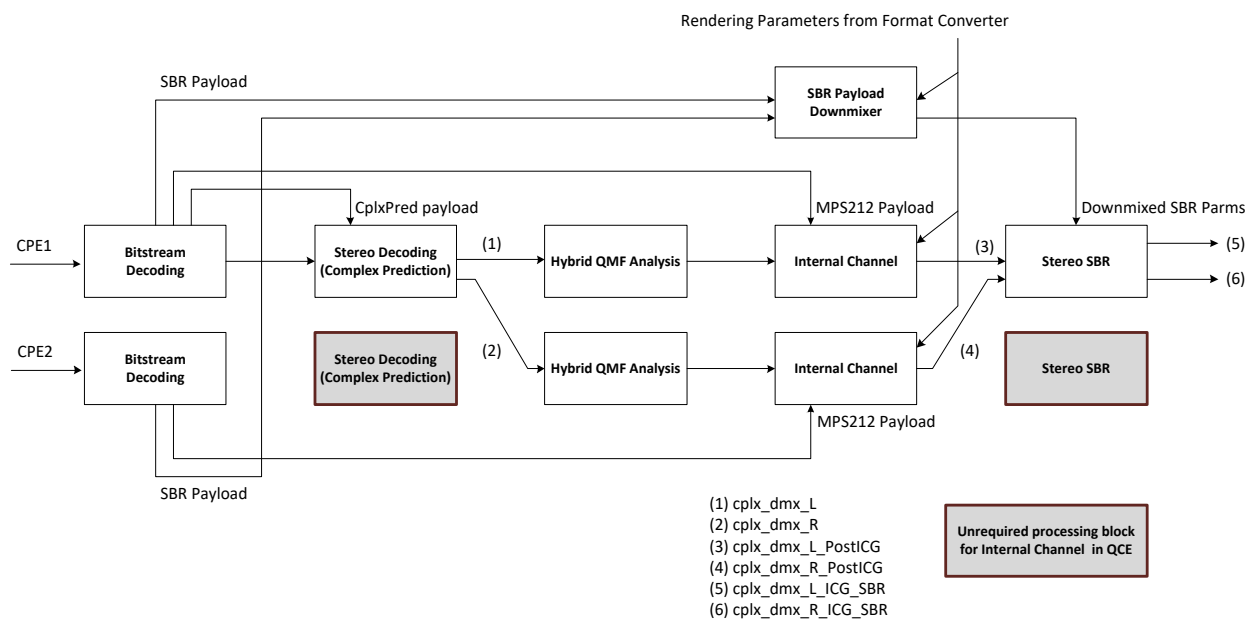 Rendering Parameters from Format Converter
SBR Payload
SBR Payload
Downmixer
CplxPred payload
MPS212 Payload
Downmixed SBR Parms
CPE1
Bitstream
Decoding
Stereo Decoding
(Complex Prediction)
(1)
Hybrid QMF Analysis
Internal Channel
(3)
Stereo SBR
(5)
(6)
CPE2
Bitstream
Decoding
Stereo Decoding
(Complex Prediction)
(2)
Hybrid QMF Analysis
Internal Channel
(4)
Stereo SBR
MPS212 Payload
SBR Payload
(1) cplx_dmx_L
(2) cplx_dmx_R
(3) cplx_dmx_L_PostICG
(4) cplx_dmx_R_PostICG
(5) cplx_dmx_L_ICG_SBR
(6) cplx_dmx_R_ICG_SBR
Unrequired processing block
for Internal Channel in QCE